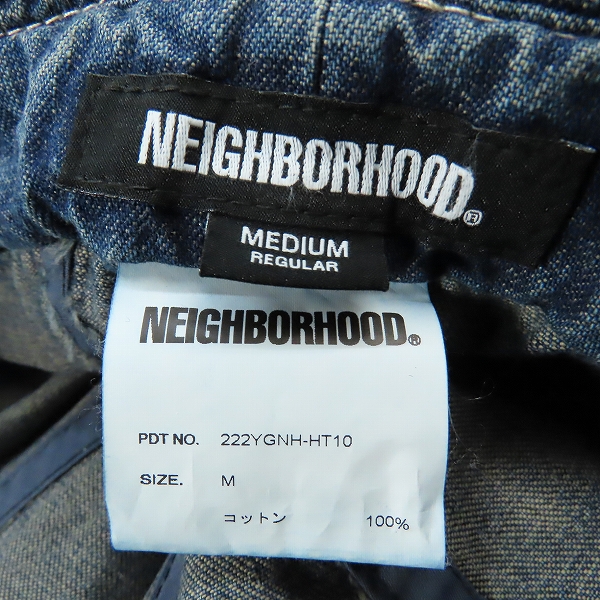 NEIGHBORHOOD®
MEDIUM
REGULAR
NEIGHBORHOOD®
PDT NO. 222YGNH-HT10
SIZE. M
コットン 100%